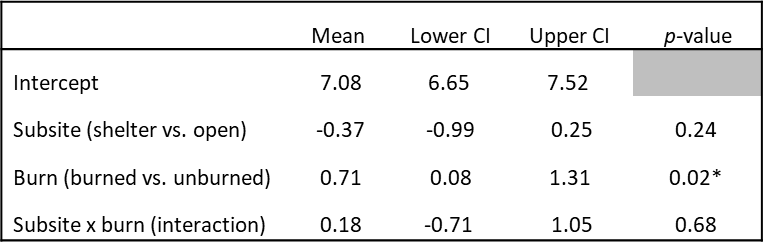 Mean Lower CI Upper CI p-value
Intercept 7.08 6.65 7.52
Subsite (shelter vs. open) -0.37 -0.99 0.25 0.24
Burn (burned vs. unburned) 0.71 0.08 1.31 0.02*
Subsite x burn (interaction) 0.18 -0.71 1.05 0.68